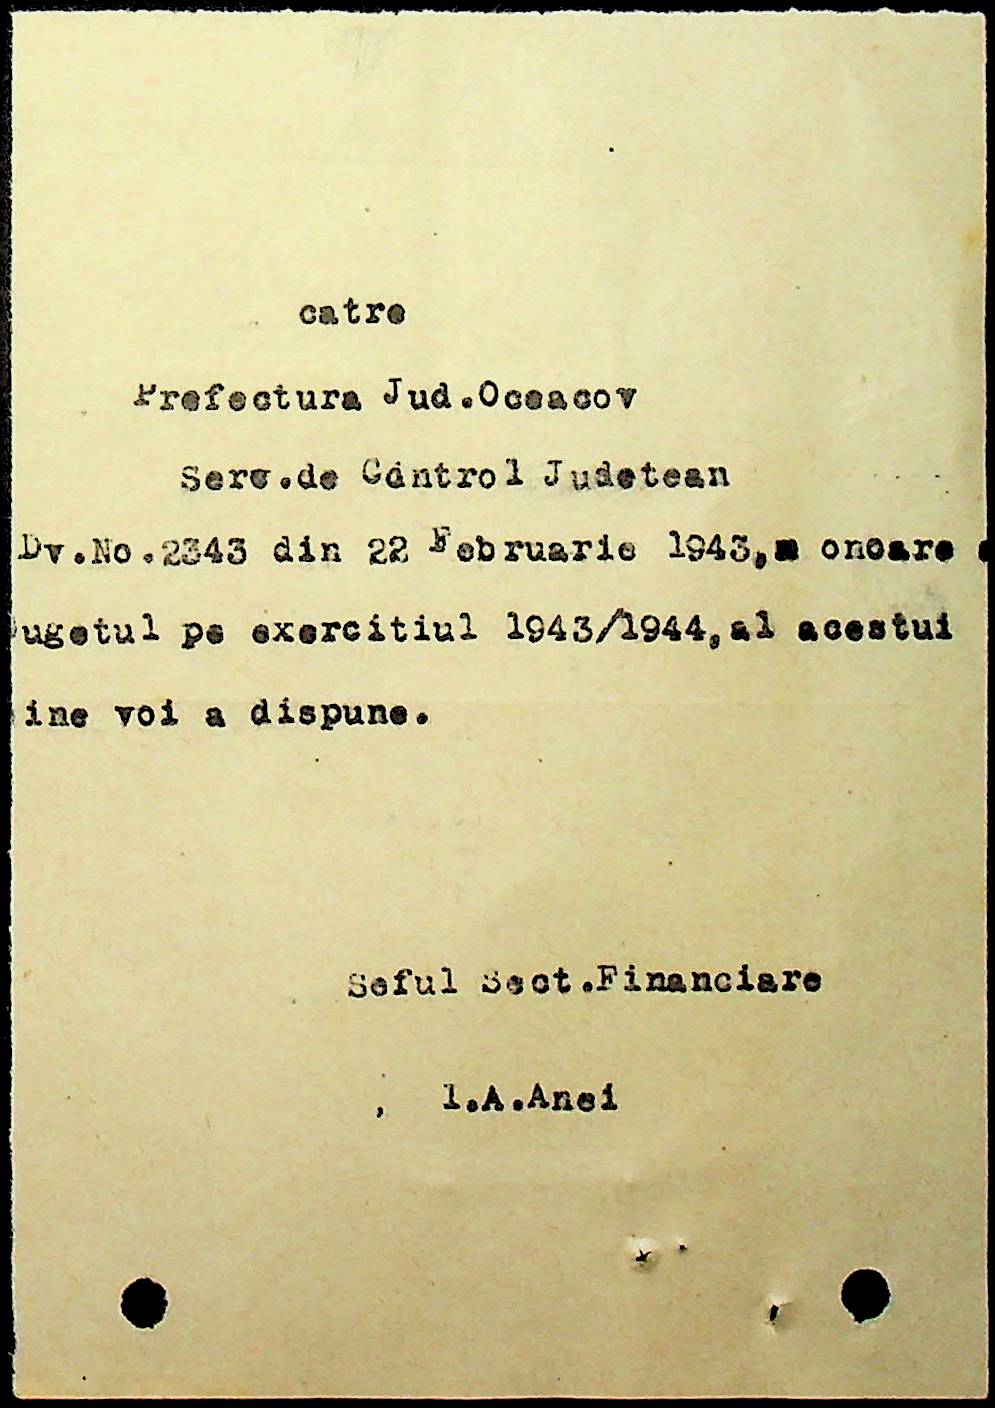 catre
Prefectura Jud.Oceacov
Serv.de Control Judetean
Dv.No.2343 din 22 Februarie 1943,a onoare
ugetul pe exercitiul 1943/1944,al acestui
ine voi a dispune.
Seful Sect.Financiare
, I.A.Anei